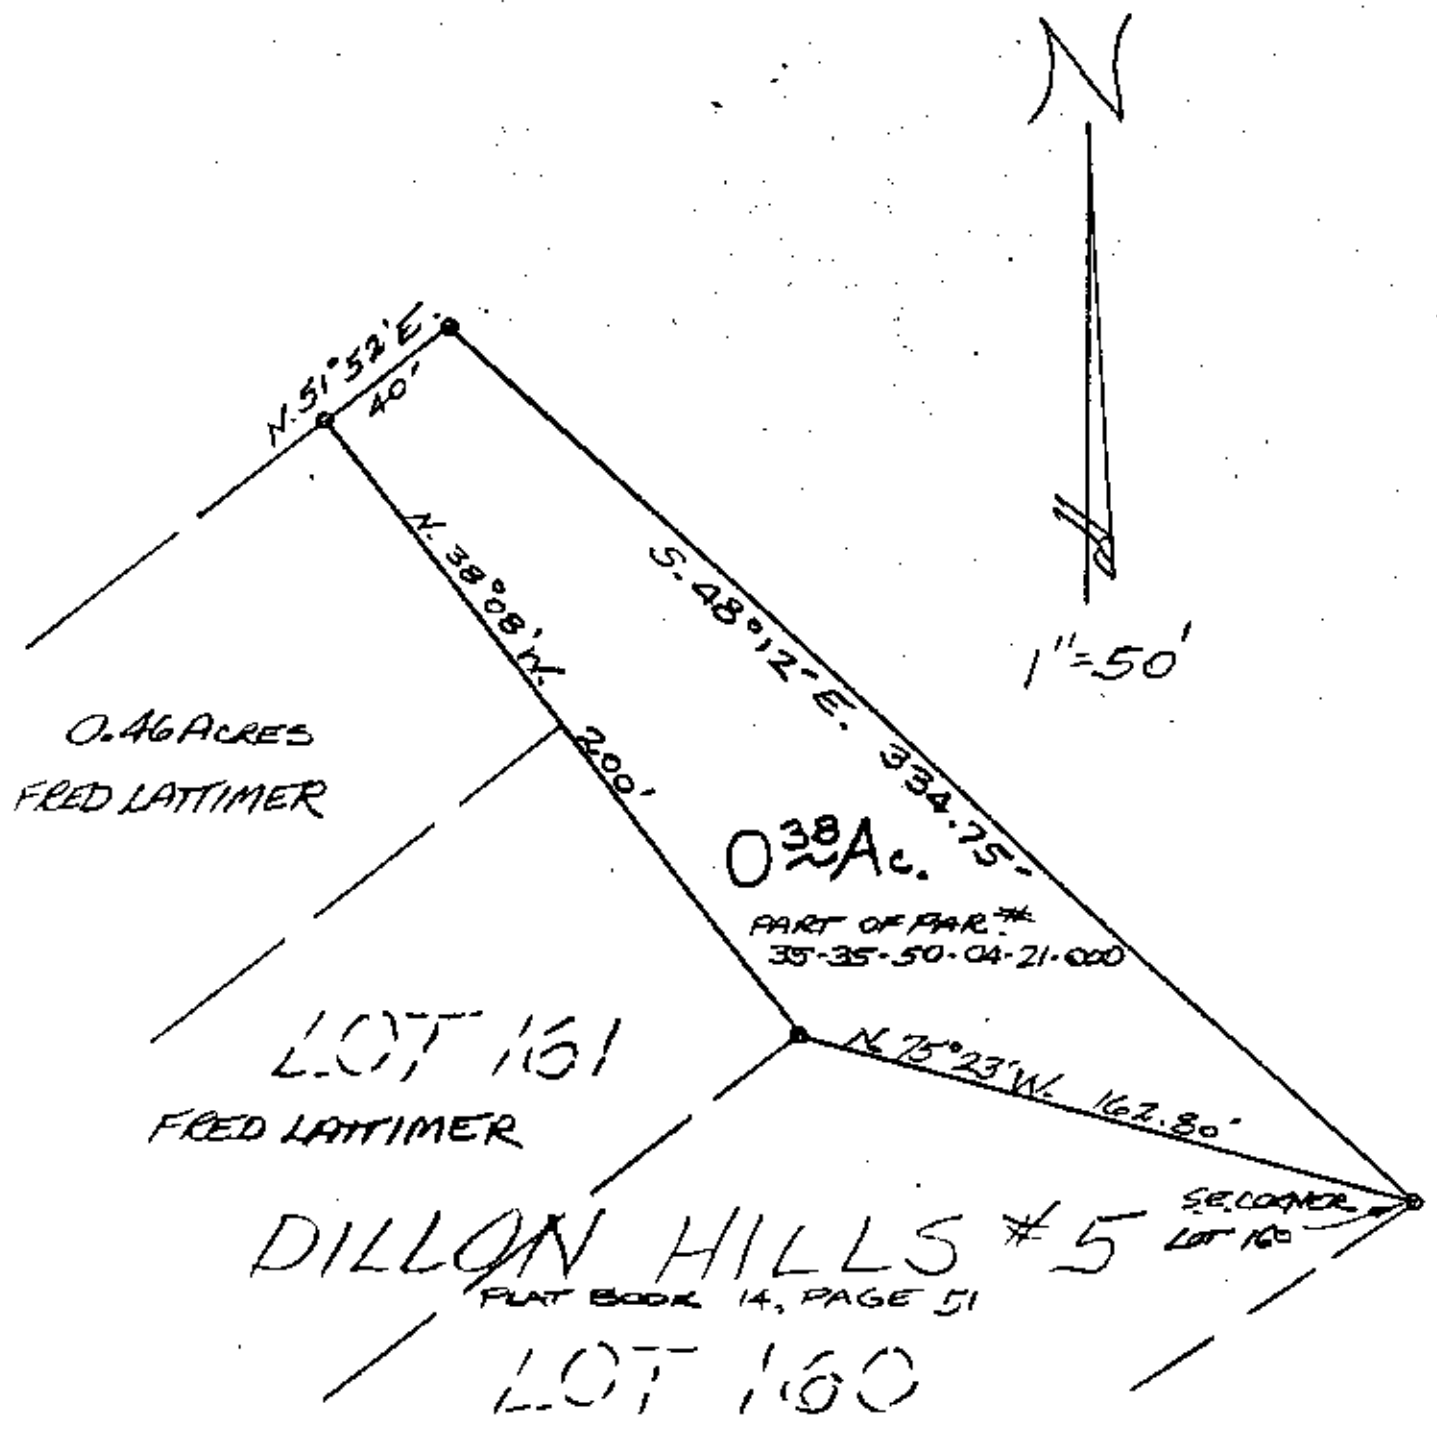 N
1"=50'
N. 51°52'E.
40'
N. 38°08'W.
200'
S. 48°12' E. 334.75'
0.46 ACRES
FRED LATTIMER
0 38 Ac.
PART OF PAR.#
35-35-50-04-21-000
N. 75°23'W. 162.80'
LOT 161
FRED LATTIMER
S.E. CORNER
LOT 160
DILLON HILLS #5
PLAT BOOK 14, PAGE 51
LOT 160